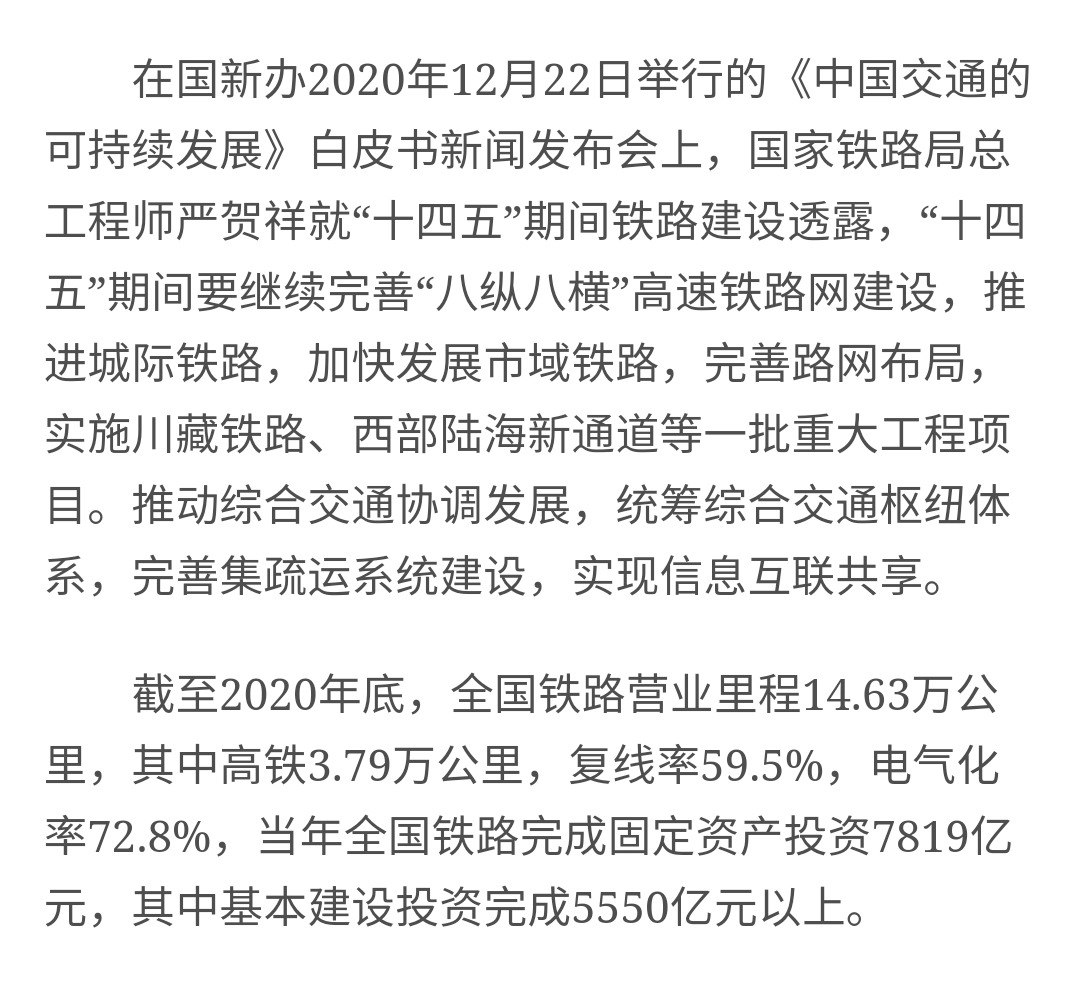 在国新办2020年12月22日举行的《中国交通的
可持续发展》白皮书新闻发布会上，国家铁路局总
工程师严贺祥就“十四五”期间铁路建设透露，“十四
五”期间要继续完善“八纵八横”高速铁路网建设，推
进城际铁路，加快发展市域铁路，完善路网布局，
实施川藏铁路、西部陆海新通道等一批重大工程项
目。推动综合交通协调发展，统筹综合交通枢纽体
系，完善集疏运系统建设，实现信息互联共享。
截至2020年底，全国铁路营业里程14.63万公
里，其中高铁3.79万公里，复线率59.5%，电气化
率72.8%，当年全国铁路完成固定资产投资7819亿
元，其中基本建设投资完成5550亿元以上。